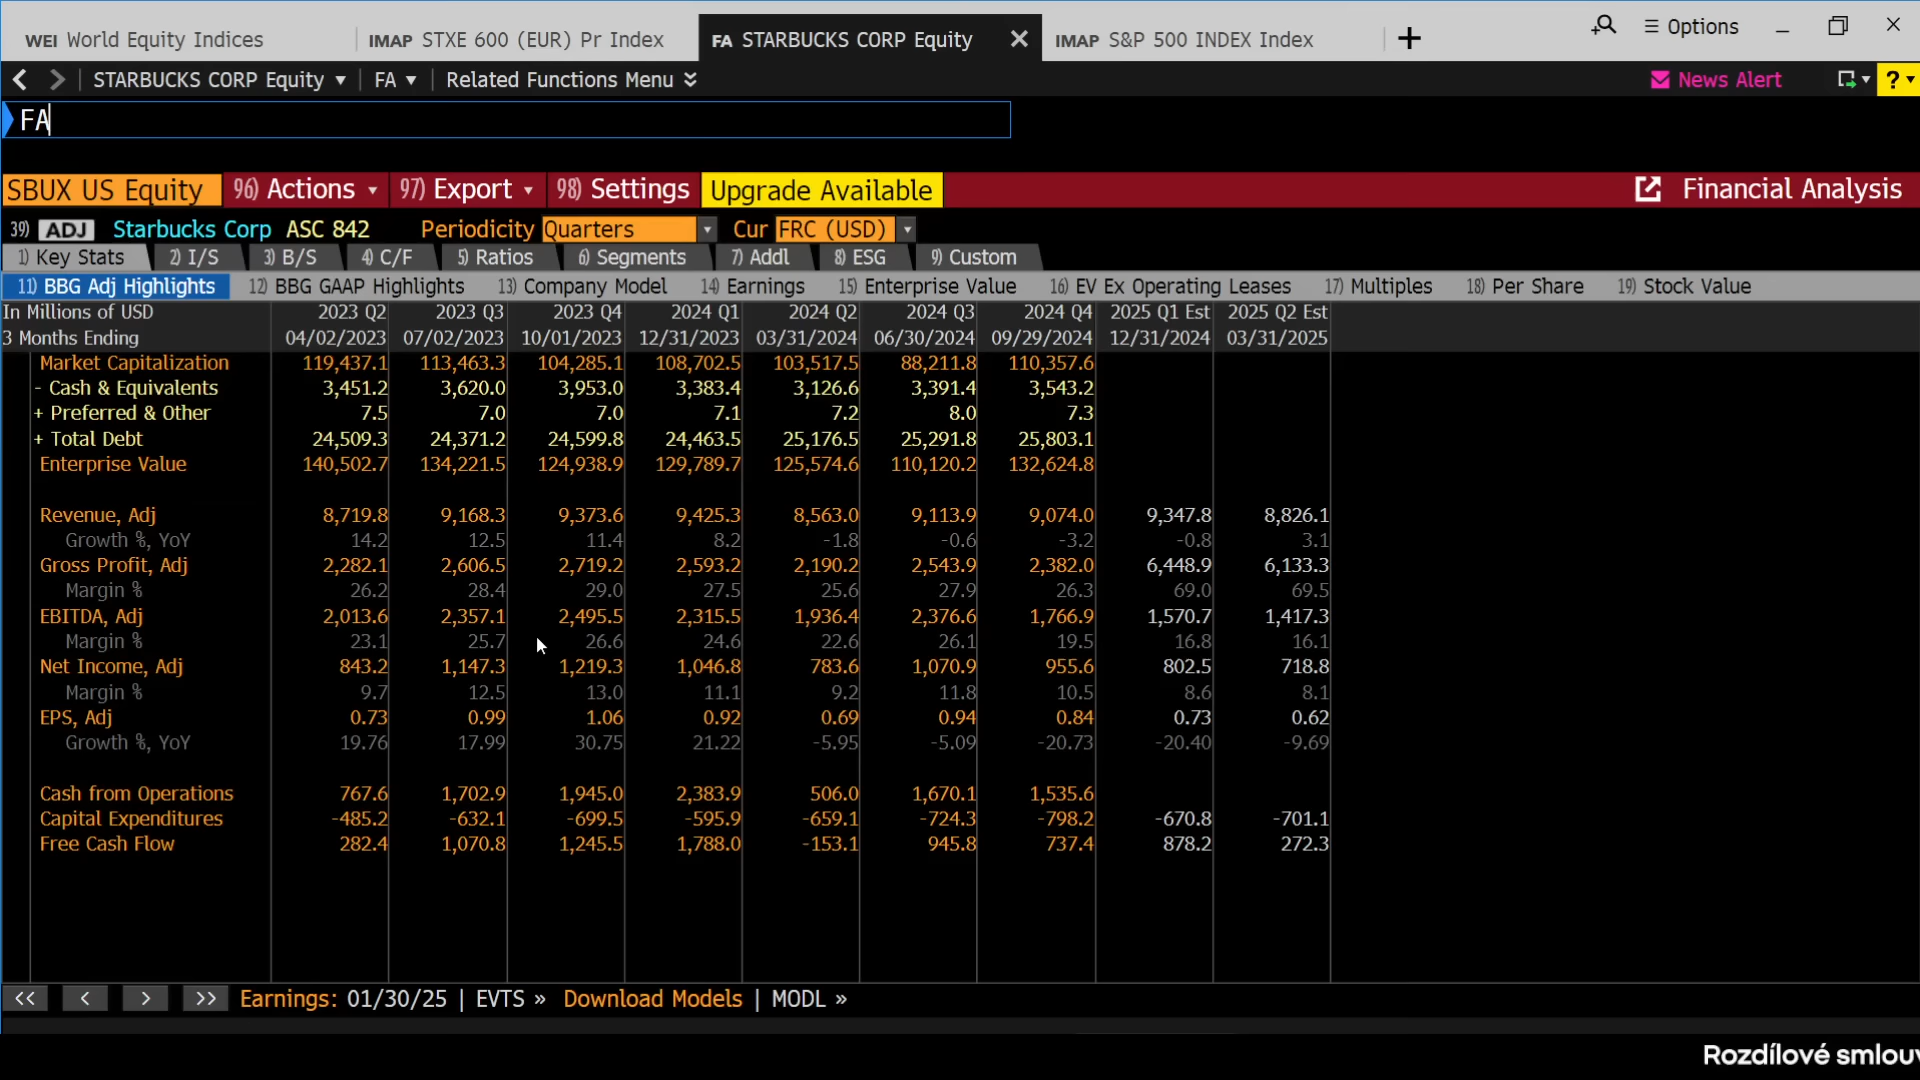 WEI World Equity Indices IMAP STXE 600 (EUR) Pr Index FA STARBUCKS CORP Equity × IMAP S&P 500 INDEX Index + ☰ Options
STARBUCKS CORP Equity FA Related Functions Menu News Alert ?
FA
SBUX US Equity 96) Actions 97) Export 98) Settings Upgrade Available Financial Analysis
39) ADJ Starbucks Corp ASC 842 Periodicity Quarters Cur FRC (USD)
1) Key Stats 2) I/S 3) B/S 4) C/F 5) Ratios 6) Segments 7) Addl 8) ESG 9) Custom
11) BBG Adj Highlights 12) BBG GAAP Highlights 13) Company Model 14) Earnings 15) Enterprise Value 16) EV Ex Operating Leases 17) Multiples 18) Per Share 19) Stock Value
In Millions of USD 2023 Q2 2023 Q3 2023 Q4 2024 Q1 2024 Q2 2024 Q3 2024 Q4 2025 Q1 Est 2025 Q2 Est
3 Months Ending 04/02/2023 07/02/2023 10/01/2023 12/31/2023 03/31/2024 06/30/2024 09/29/2024 12/31/2024 03/31/2025
Market Capitalization 119,437.1 113,463.3 104,285.1 108,702.5 103,517.5 88,211.8 110,357.6
- Cash & Equivalents 3,451.2 3,620.0 3,953.0 3,383.4 3,126.6 3,391.4 3,543.2
+ Preferred & Other 7.5 7.0 7.0 7.1 7.2 8.0 7.3
+ Total Debt 24,509.3 24,371.2 24,599.8 24,463.5 25,176.5 25,291.8 25,803.1
Enterprise Value 140,502.7 134,221.5 124,938.9 129,789.7 125,574.6 110,120.2 132,624.8
Revenue, Adj 8,719.8 9,168.3 9,373.6 9,425.3 8,563.0 9,113.9 9,074.0 9,347.8 8,826.1
Growth %, YoY 14.2 12.5 11.4 8.2 -1.8 -0.6 -3.2 -0.8 3.1
Gross Profit, Adj 2,282.1 2,606.5 2,719.2 2,593.2 2,190.2 2,543.9 2,382.0 6,448.9 6,133.3
Margin % 26.2 28.4 29.0 27.5 25.6 27.9 26.3 69.0 69.5
EBITDA, Adj 2,013.6 2,357.1 2,495.5 2,315.5 1,936.4 2,376.6 1,766.9 1,570.7 1,417.3
Margin % 23.1 25.7 26.6 24.6 22.6 26.1 19.5 16.8 16.1
Net Income, Adj 843.2 1,147.3 1,219.3 1,046.8 783.6 1,070.9 955.6 802.5 718.8
Margin % 9.7 12.5 13.0 11.1 9.2 11.8 10.5 8.6 8.1
EPS, Adj 0.73 0.99 1.06 0.92 0.69 0.94 0.84 0.73 0.62
Growth %, YoY 19.76 17.99 30.75 21.22 -5.95 -5.09 -20.73 -20.40 -9.69
Cash from Operations 767.6 1,702.9 1,945.0 2,383.9 506.0 1,670.1 1,535.6
Capital Expenditures -485.2 -632.1 -699.5 -595.9 -659.1 -724.3 -798.2 -670.8 -701.1
Free Cash Flow 282.4 1,070.8 1,245.5 1,788.0 -153.1 945.8 737.4 878.2 272.3
<< < > >> Earnings: 01/30/25 | EVTS » Download Models | MODL »
Rozdílové smlouv